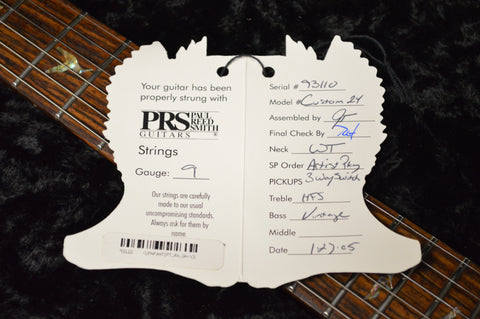 Your guitar has been
properly strung with
PRS PAUL
REED
SMITH
GUITARS ®
Strings
Gauge: 9
Our strings are carefully
made to our usual
uncompromising standards.
Always ask for them by
name.
Serial # 93110
Model # Custom 24
Assembled by
Final Check By
Neck WT
SP Order Artist Pkg
PICKUPS 3 Way Switch
Treble HFS
Bass Vintage
Middle
Date 1-27-05